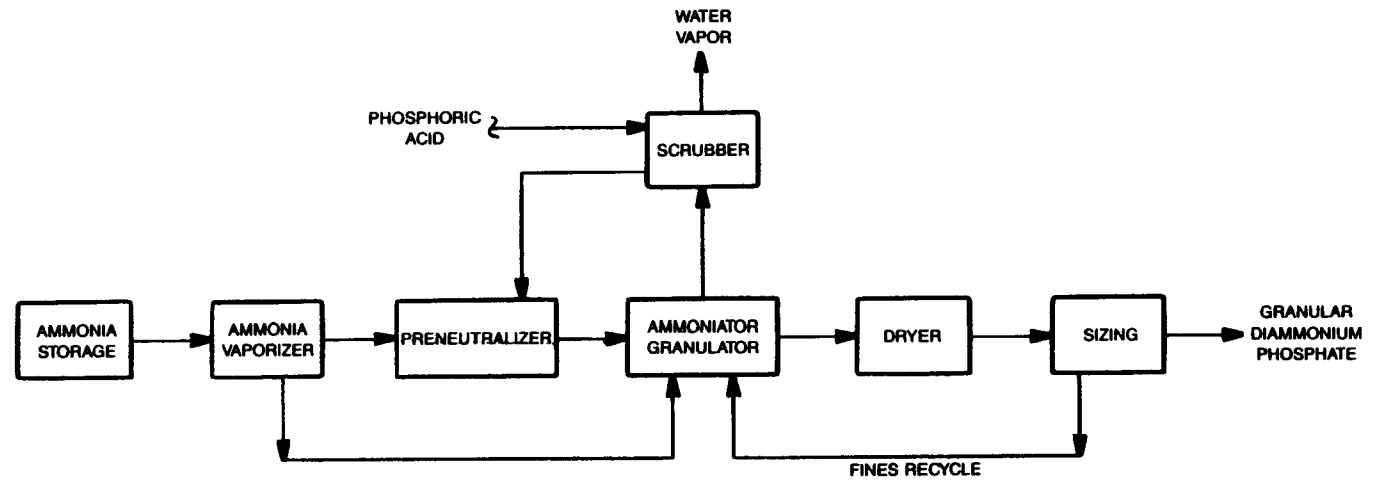 WATER
VAPOR
PHOSPHORIC
ACID
SCRUBBER
AMMONIA
STORAGE
AMMONIA
VAPORIZER
PRENEUTRALIZER
AMMONIATOR
GRANULATOR
DRYER
SIZING
GRANULAR
DIAMMONIUM
PHOSPHATE
FINES RECYCLE